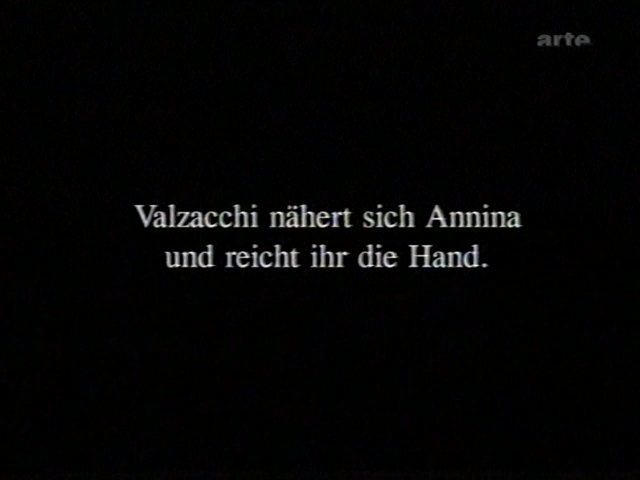 arte
Valzacchi nähert sich Annina
und reicht ihr die Hand.